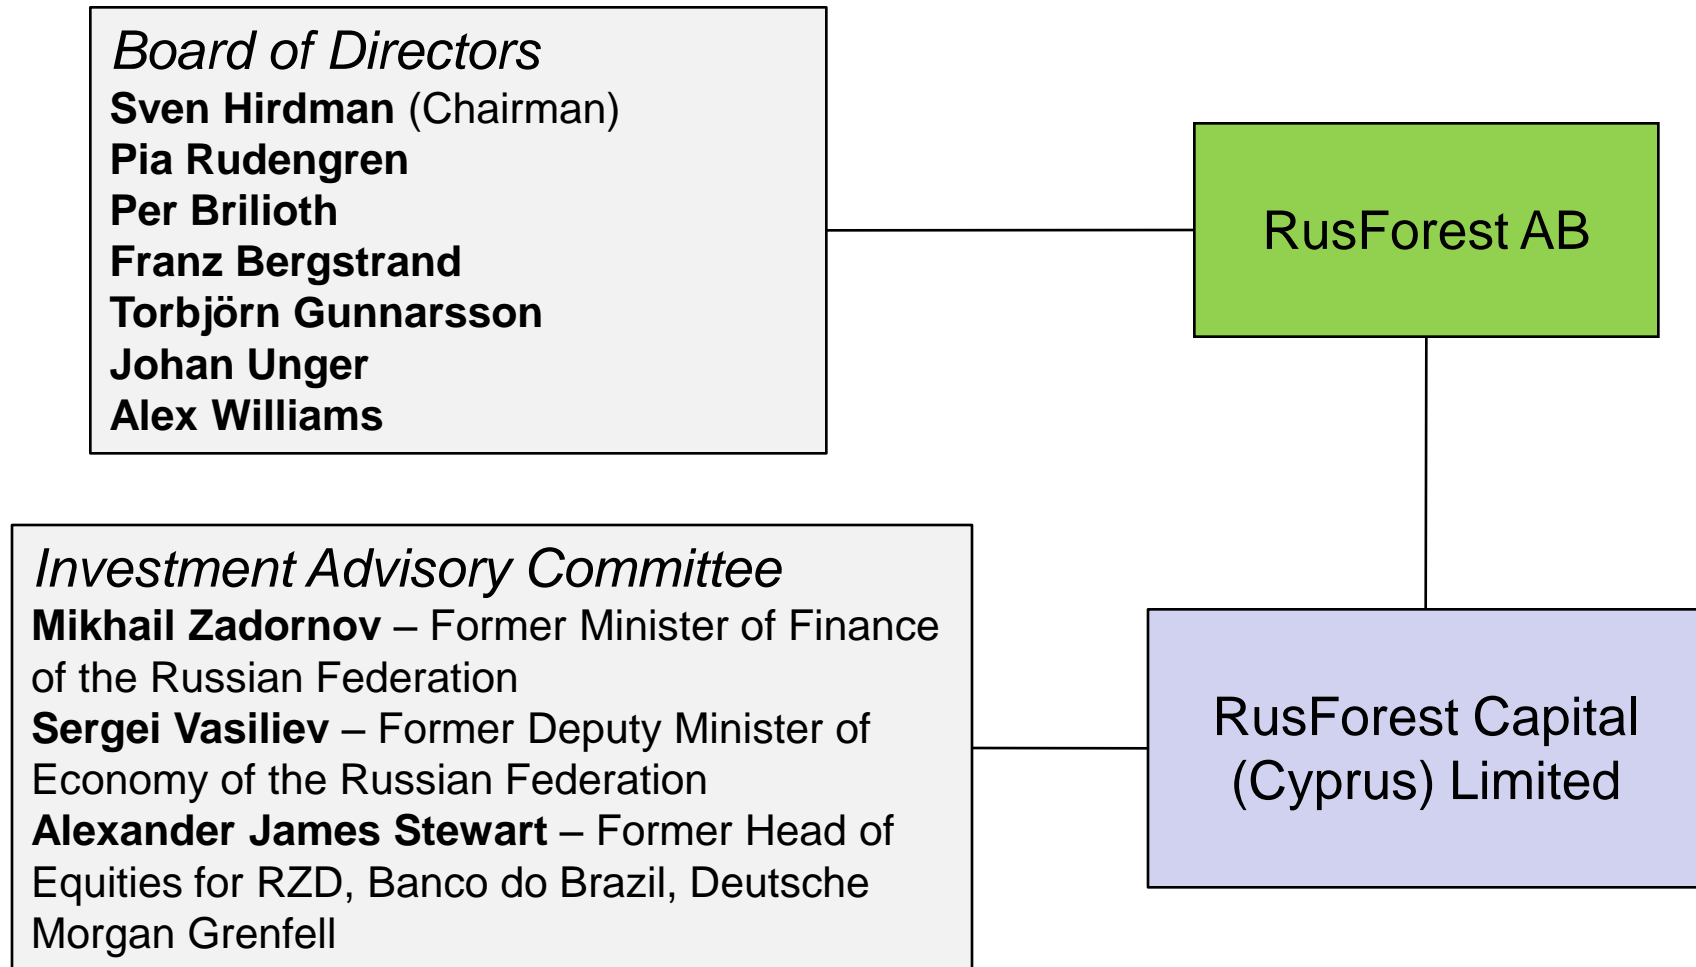 Board of Directors
Sven Hirdman (Chairman)
Pia Rudengren
Per Brilioth
Franz Bergstrand
Torbjörn Gunnarsson
Johan Unger
Alex Williams
RusForest AB
Investment Advisory Committee
Mikhail Zadornov – Former Minister of Finance
of the Russian Federation
Sergei Vasiliev – Former Deputy Minister of
Economy of the Russian Federation
Alexander James Stewart – Former Head of
Equities for RZD, Banco do Brazil, Deutsche
Morgan Grenfell
RusForest Capital
(Cyprus) Limited